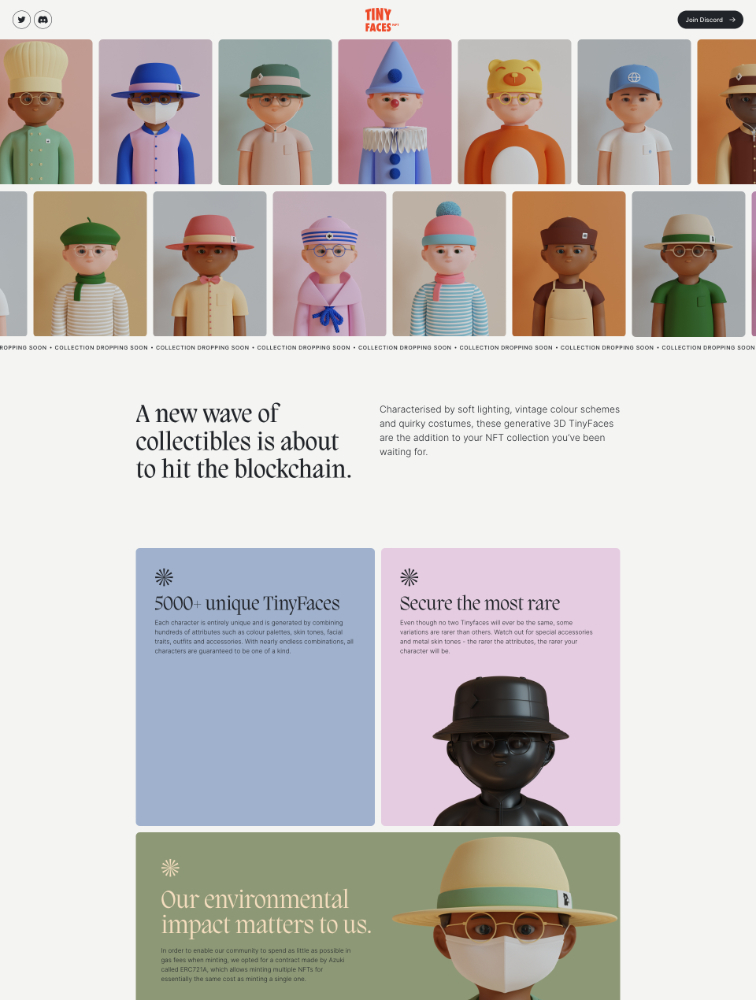 TINY
FACES
Join Discord
ROPPING SOON • COLLECTION DROPPING SOON • COLLECTION DROPPING SOON • COLLECTION DROPPING SOON • COLLECTION DROPPING SOON • COLLECTION DROPPING SOON • COLLECTION DROPPING SOON • COLLECTION DROPPING SOON
A new wave of
collectibles is about
to hit the blockchain.
Characterised by soft lighting, vintage colour schemes
and quirky costumes, these generative 3D TinyFaces
are the addition to your NFT collection you've been
waiting for.
5000+ unique TinyFaces
Each character is entirely unique and is generated by combining
hundreds of attributes such as colour palettes, skin tones, facial
traits, outfits and accessories. With nearly endless combinations, all
characters are guaranteed to be one of a kind.
Secure the most rare
Even though no two Tinyfaces will ever be the same, some
variations are rarer than others. Watch out for special accessories
and metal skin tones - the rarer the attributes, the rarer your
character will be.
Our environmental
impact matters to us.
In order to enable our community to spend as little as possible in
gas fees when minting, we opted for a contract made by Azuki
called ERC721A, which allows minting multiple NFTs for
essentially the same cost as minting a single one.